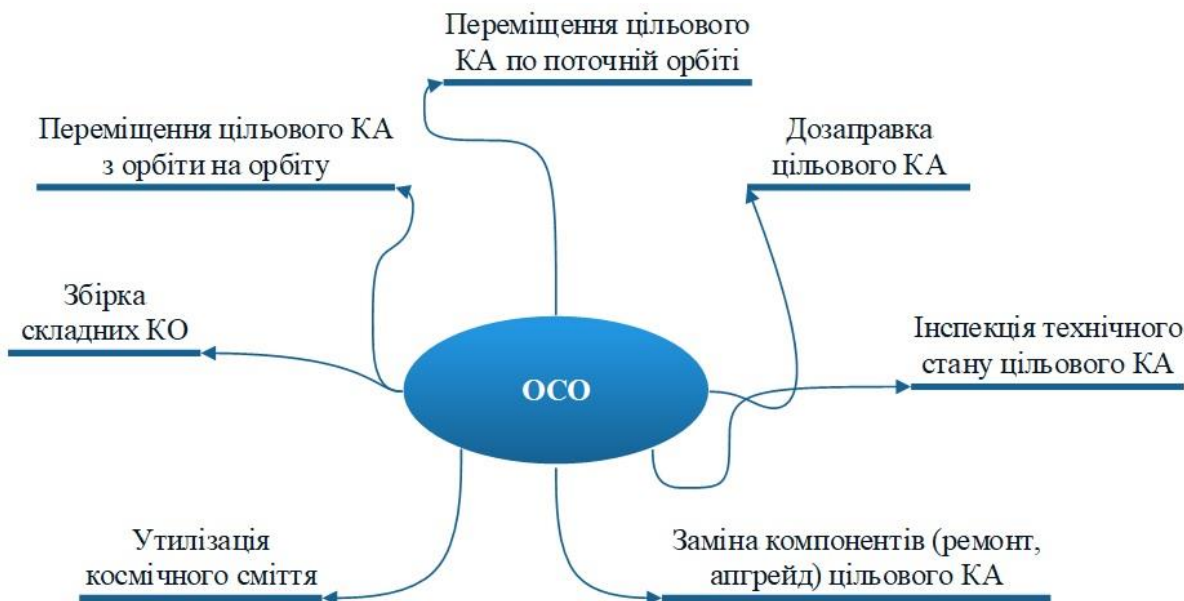 Переміщення цільового
КА по поточній орбіті
Переміщення цільового КА
з орбіти на орбіту
Дозаправка
цільового КА
Збірка
складних КО
Інспекція технічного
стану цільового КА
ОСО
Утилізація
космічного сміття
Заміна компонентів (ремонт,
апгрейд) цільового КА